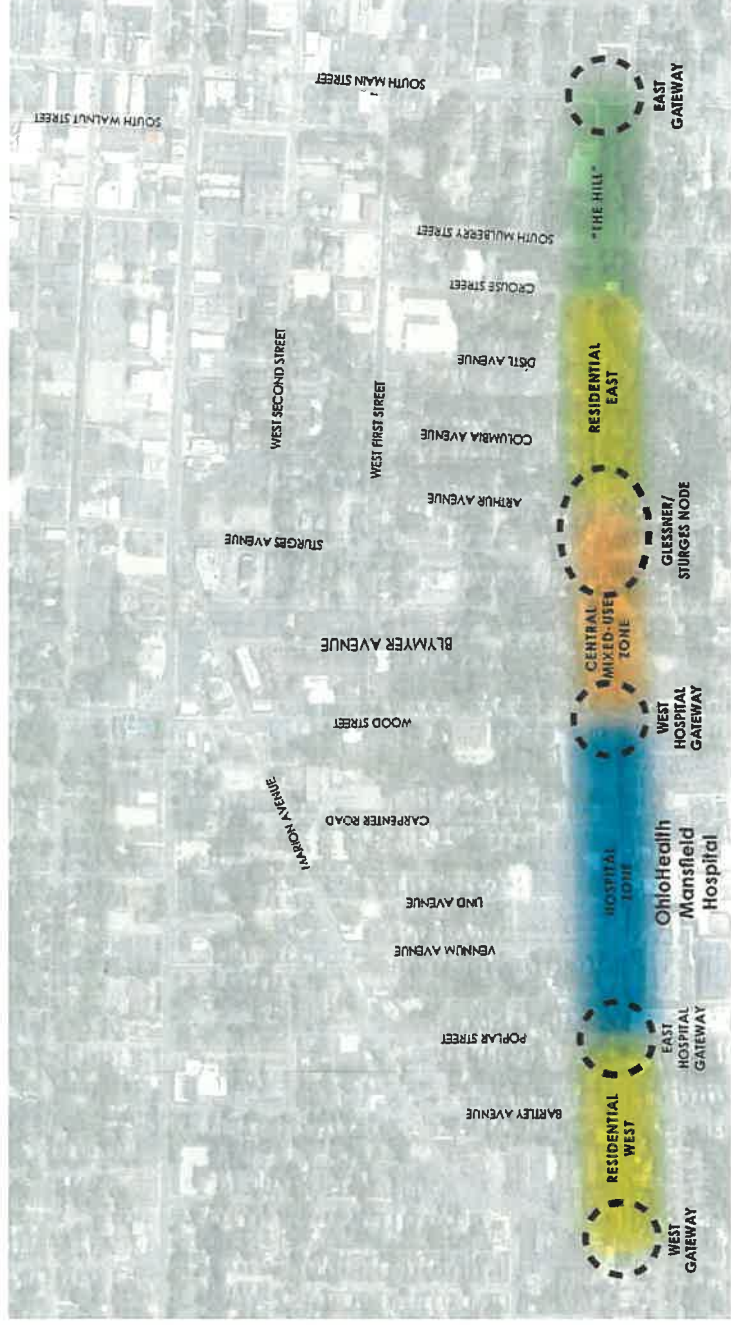 SOUTH WALNUT STREET
SOUTH MAIN STREET
SOUTH MULBERRY STREET
CROUSE STREET
WEST SECOND STREET
WEST FIRST STREET
DISTL AVENUE
COLUMBIA AVENUE
ARTHUR AVENUE
STURGES AVENUE
BLYMYER AVENUE
WOOD STREET
MARION AVENUE
CARPENTER ROAD
LIND AVENUE
VENNUM AVENUE
POPLAR STREET
BARTLEY AVENUE
WEST
GATEWAY
RESIDENTIAL
WEST
EAST
HOSPITAL
GATEWAY
HOSPITAL
ZONE
OhioHealth
Mansfield
Hospital
WEST
HOSPITAL
GATEWAY
CENTRAL
MIXED-USE
ZONE
GLESSNER/
STURGES NODE
RESIDENTIAL
EAST
"THE HILL"
EAST
GATEWAY